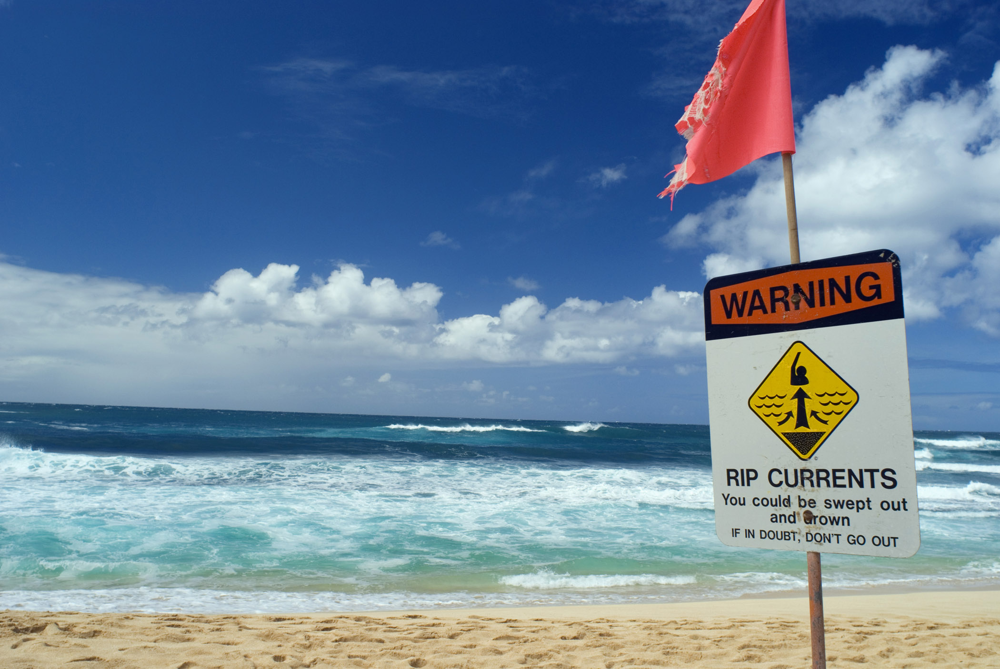 WARNING
RIP CURRENTS
You could be swept out
and drown
IF IN DOUBT, DON'T GO OUT